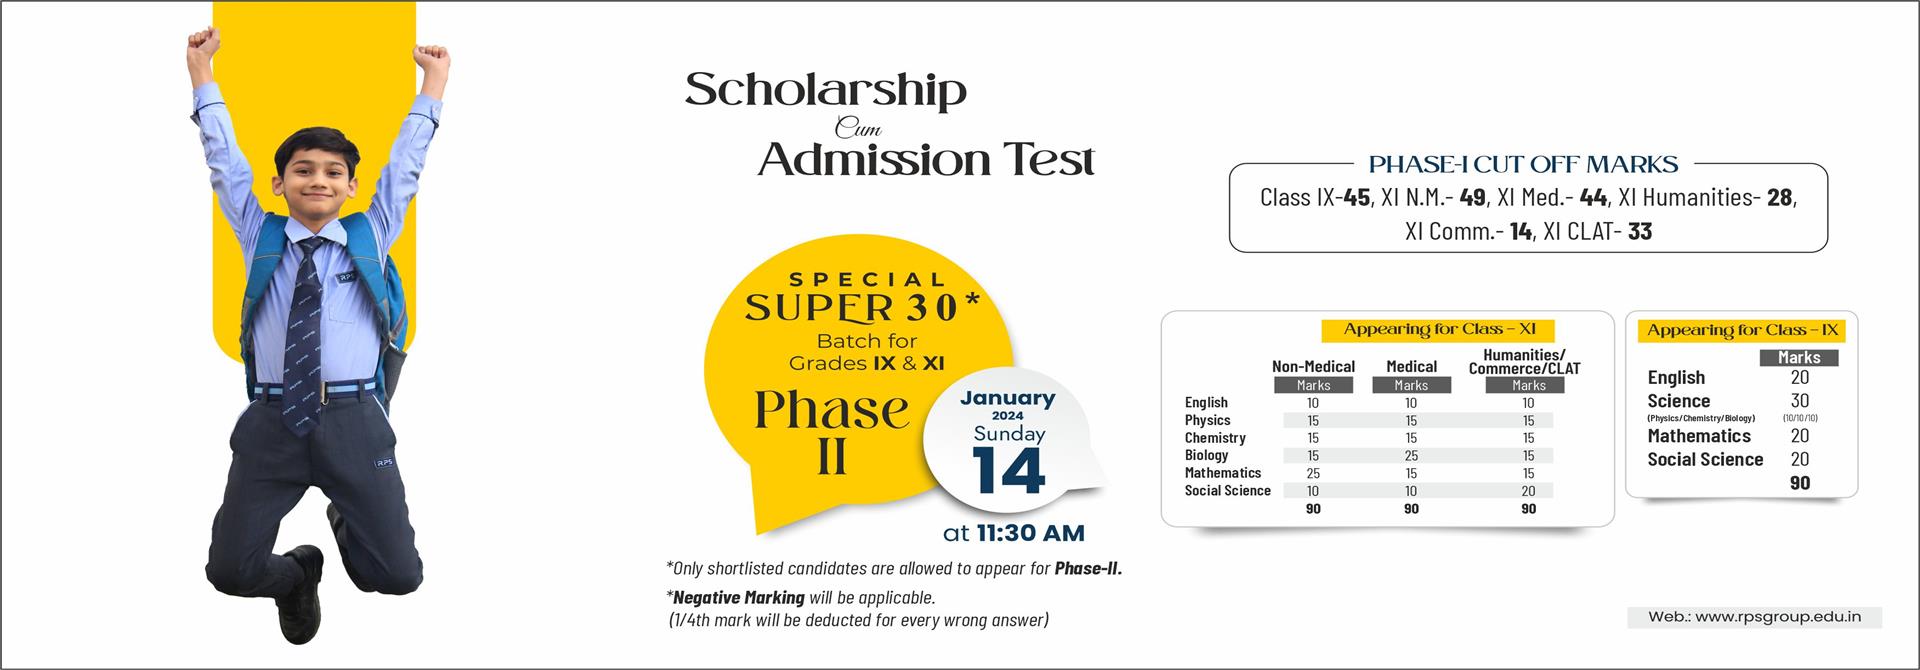 Scholarship
Cum
Admission Test
SPECIAL
SUPER 30*
Batch for
Grades IX & XI
Phase
II
January
2024
Sunday
14
at 11:30 AM
*Only shortlisted candidates are allowed to appear for Phase-II.
*Negative Marking will be applicable.
(1/4th mark will be deducted for every wrong answer)
PHASE-I CUT OFF MARKS
Class IX-45, XI N.M.- 49, XI Med.- 44, XI Humanities- 28,
XI Comm.- 14, XI CLAT- 33
Appearing for Class - XI
Non-Medical Medical Humanities/
Commerce/CLAT
Marks Marks Marks
English 10 10 10
Physics 15 15 15
Chemistry 15 15 15
Biology 15 25 15
Mathematics 25 15 15
Social Science 10 10 20
90 90 90
Appearing for Class - IX
Marks
English 20
Science 30
(Physics/Chemistry/Biology) (10/10/10)
Mathematics 20
Social Science 20
90
Web.: www.rpsgroup.edu.in
RPS
RPS